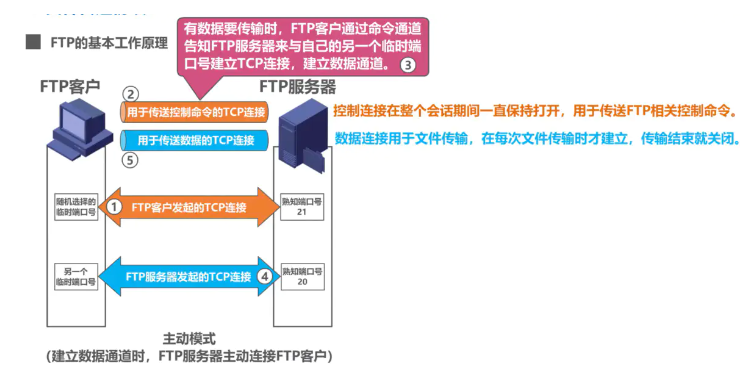 有数据要传输时，FTP客户通过命令通道
告知FTP服务器来与自己的另一个临时端
口号建立TCP连接，建立数据通道。 ③
FTP的基本工作原理
FTP客户
FTP服务器
②
用于传送控制命令的TCP连接
控制连接在整个会话期间一直保持打开，用于传送FTP相关控制命令。
用于传送数据的TCP连接
数据连接用于文件传输，在每次文件传输时才建立，传输结束就关闭。
⑤
随机选择的
临时端口号
① FTP客户发起的TCP连接
熟知端口号
21
另一个
临时端口号
FTP服务器发起的TCP连接 ④
熟知端口号
20
主动模式
(建立数据通道时，FTP服务器主动连接FTP客户)